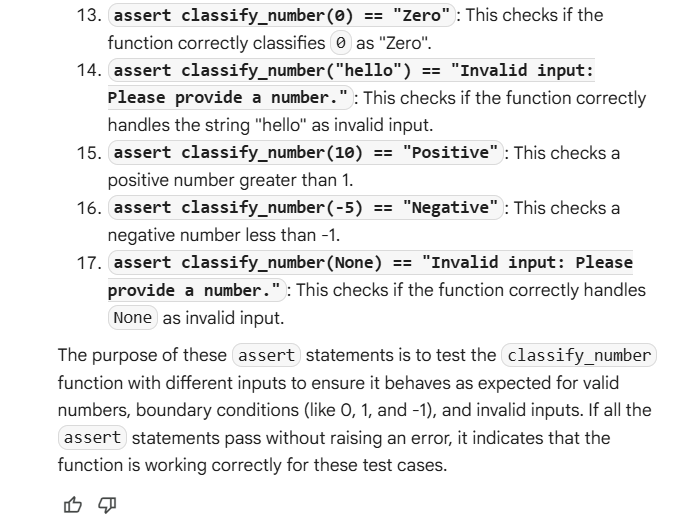 13. assert classify_number(0) == "Zero": This checks if the
function correctly classifies 0 as "Zero".
14. assert classify_number("hello") == "Invalid input:
Please provide a number.": This checks if the function correctly
handles the string "hello" as invalid input.
15. assert classify_number(10) == "Positive": This checks a
positive number greater than 1.
16. assert classify_number(-5) == "Negative": This checks a
negative number less than -1.
17. assert classify_number(None) == "Invalid input: Please
provide a number.": This checks if the function correctly handles
None as invalid input.
The purpose of these assert statements is to test the classify_number
function with different inputs to ensure it behaves as expected for valid
numbers, boundary conditions (like 0, 1, and -1), and invalid inputs. If all the
assert statements pass without raising an error, it indicates that the
function is working correctly for these test cases.